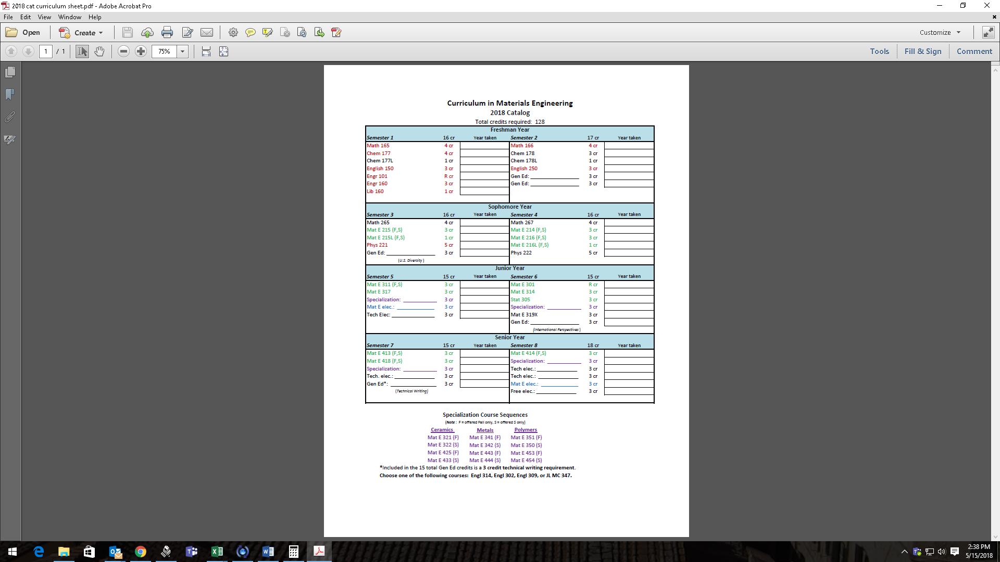 2018 cat curriculum sheet.pdf - Adobe Acrobat Pro
File Edit View Window Help
Open Create Customize
1 / 1 75% Tools Fill & Sign Comment
Curriculum in Materials Engineering
2018 Catalog
Total credits required: 128
Freshman Year
Semester 1 16 cr Year taken Semester 2 17 cr Year taken
Math 165 4 cr Math 166 4 cr
Chem 177 4 cr Chem 178 3 cr
Chem 177L 1 cr Chem 178L 1 cr
English 150 3 cr English 250 3 cr
Engr 101 R cr Gen Ed: 3 cr
Engr 160 3 cr Gen Ed: 3 cr
Lib 160 1 cr
Sophomore Year
Semester 3 16 cr Year taken Semester 4 16 cr Year taken
Math 265 4 cr Math 267 4 cr
Mat E 215 (F,S) 3 cr Mat E 214 (F,S) 3 cr
Mat E 215L (F,S) 1 cr Mat E 216 (F,S) 3 cr
Phys 221 5 cr Mat E 216L (F,S) 1 cr
Gen Ed: 3 cr Phys 222 5 cr
(U.S. Diversity)
Junior Year
Semester 5 15 cr Year taken Semester 6 15 cr Year taken
Mat E 311 (F,S) 3 cr Mat E 301 R cr
Mat E 317 3 cr Mat E 314 3 cr
Specialization: 3 cr Stat 305 3 cr
Mat E elec.: 3 cr Specialization: 3 cr
Tech Elec: 3 cr Mat E 319X 3 cr
Gen Ed: 3 cr
(International Perspectives)
Senior Year
Semester 7 15 cr Year taken Semester 8 18 cr Year taken
Mat E 413 (F,S) 3 cr Mat E 414 (F,S) 3 cr
Mat E 418 (F,S) 3 cr Specialization: 3 cr
Specialization: 3 cr Tech elec.: 3 cr
Tech. elec.: 3 cr Tech elec.: 3 cr
Gen Ed*: 3 cr Mat E elec.: 3 cr
(Technical Writing) Free elec.: 3 cr
Specialization Course Sequences
(Note: F = offered Fall only, S = offered S only)
Ceramics Metals Polymers
Mat E 321 (F) Mat E 341 (F) Mat E 351 (F)
Mat E 322 (S) Mat E 342 (S) Mat E 350 (S)
Mat E 425 (F) Mat E 443 (F) Mat E 453 (F)
Mat E 433 (S) Mat E 444 (S) Mat E 454 (S)
*Included in the 15 total Gen Ed credits is a 3 credit technical writing requirement.
Choose one of the following courses: Engl 314, Engl 302, Engl 309, or JL MC 347.
2:38 PM
5/15/2018